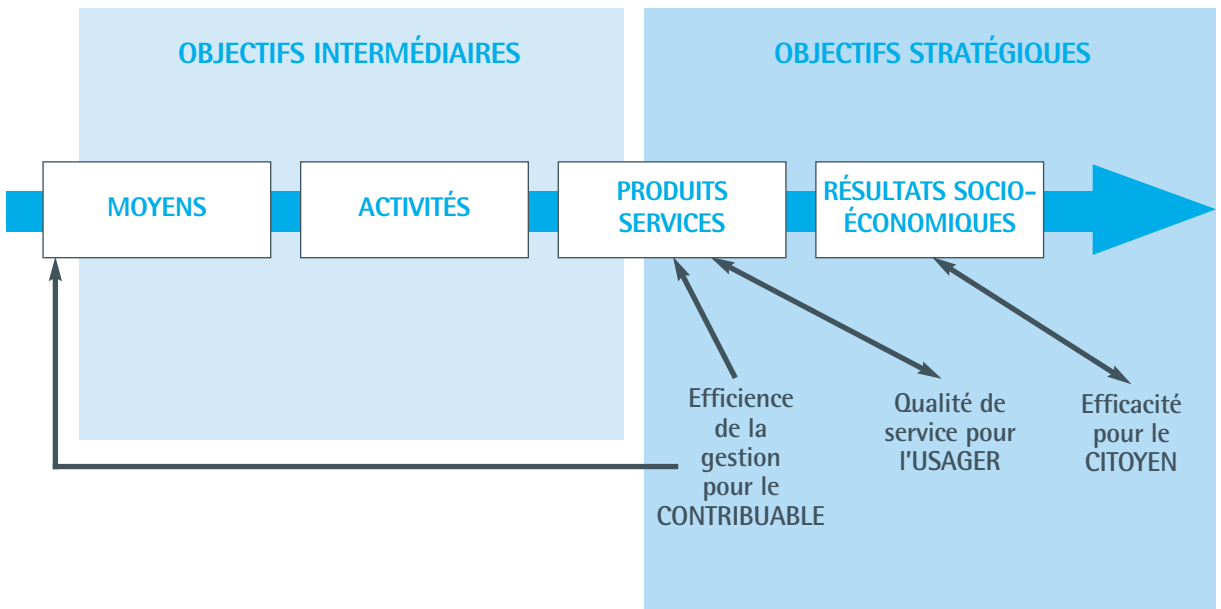 OBJECTIFS INTERMÉDIAIRES
OBJECTIFS STRATÉGIQUES
MOYENS
ACTIVITÉS
PRODUITS
SERVICES
RÉSULTATS SOCIO-
ÉCONOMIQUES
Efficience
de la
gestion
pour le
CONTRIBUABLE
Qualité de
service pour
l'USAGER
Efficacité
pour le
CITOYEN